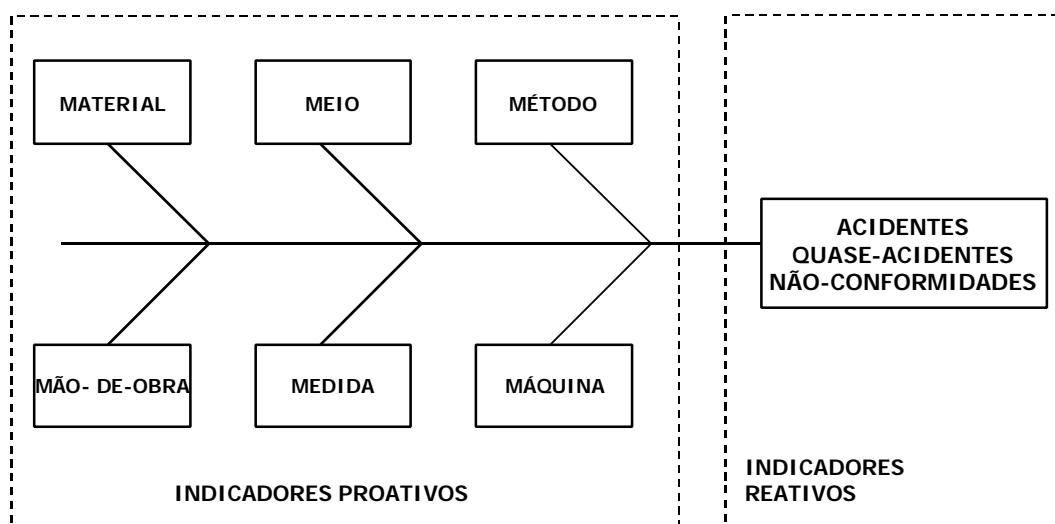 MATERIAL
MEIO
MÉTODO
ACIDENTES
QUASE-ACIDENTES
NÃO-CONFORMIDADES
MÃO- DE-OBRA
MEDIDA
MÁQUINA
INDICADORES PROATIVOS
INDICADORES
REATIVOS